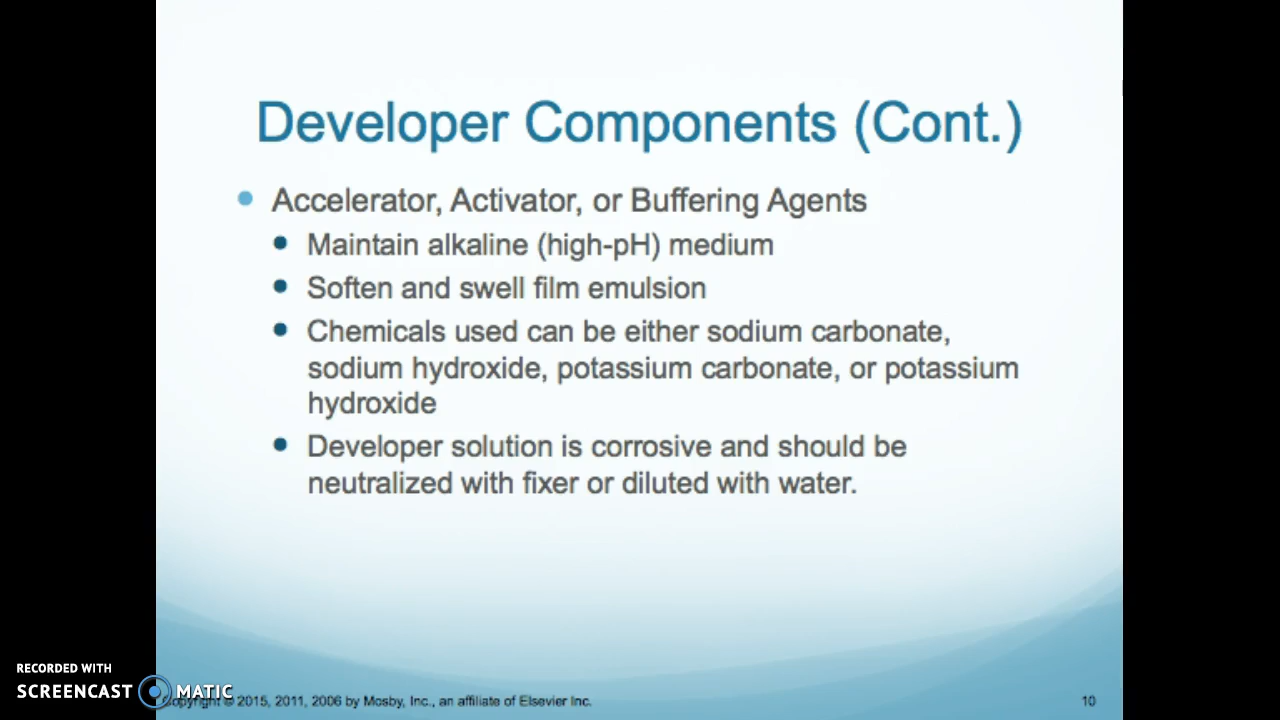 Developer Components (Cont.)
Accelerator, Activator, or Buffering Agents
Maintain alkaline (high-pH) medium
Soften and swell film emulsion
Chemicals used can be either sodium carbonate,
sodium hydroxide, potassium carbonate, or potassium
hydroxide
Developer solution is corrosive and should be
neutralized with fixer or diluted with water.
RECORDED WITH
SCREENCAST MATIC
Copyright © 2015, 2011, 2006 by Mosby, Inc., an affiliate of Elsevier Inc.
10